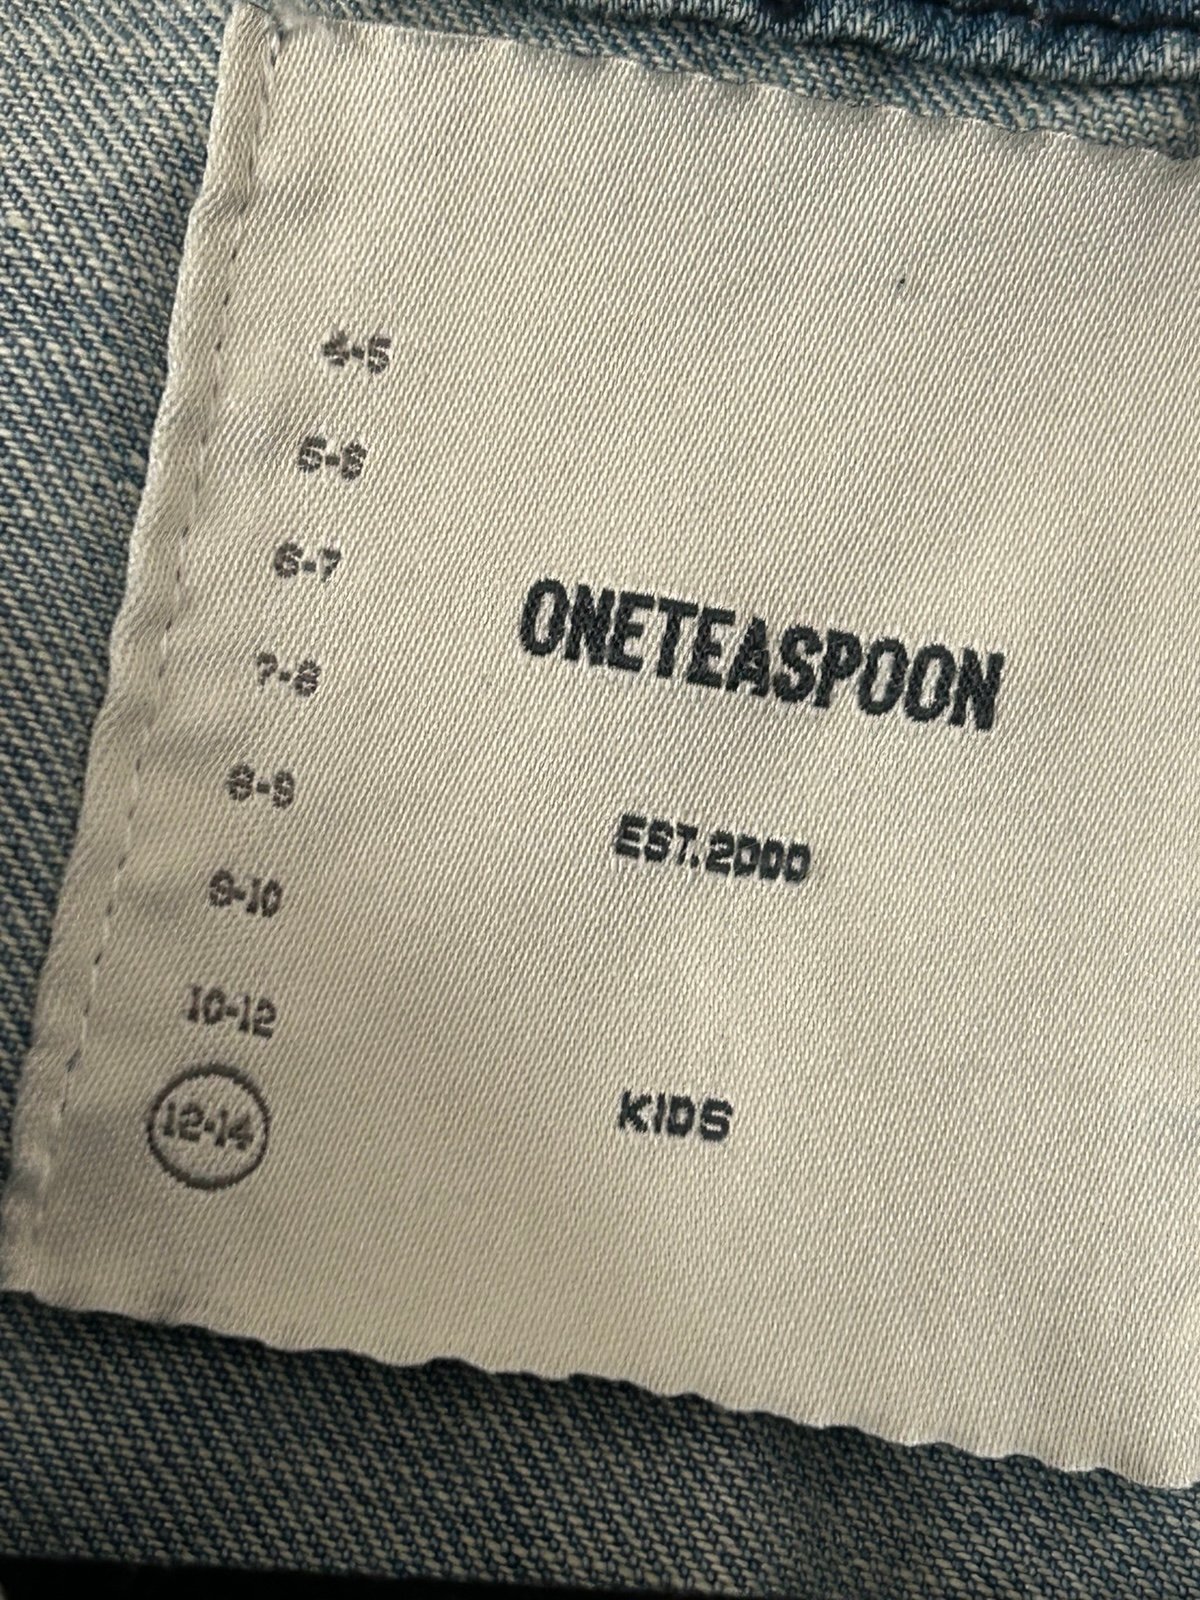 4-5
5-6
6-7
7-8
8-9
9-10
10-12
12-14
ONETEASPOON
EST.2000
KIDS